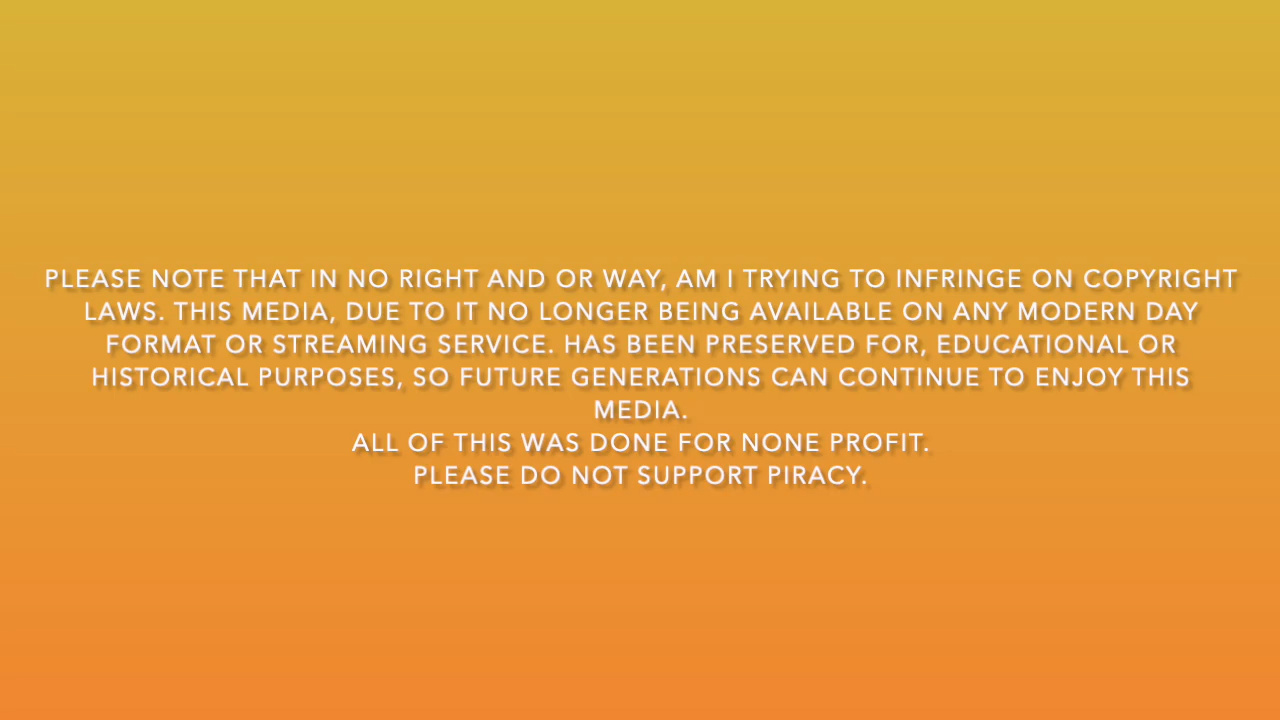 PLEASE NOTE THAT IN NO RIGHT AND OR WAY, AM I TRYING TO INFRINGE ON COPYRIGHT
LAWS. THIS MEDIA, DUE TO IT NO LONGER BEING AVAILABLE ON ANY MODERN DAY
FORMAT OR STREAMING SERVICE. HAS BEEN PRESERVED FOR, EDUCATIONAL OR
HISTORICAL PURPOSES, SO FUTURE GENERATIONS CAN CONTINUE TO ENJOY THIS
MEDIA.
ALL OF THIS WAS DONE FOR NONE PROFIT.
PLEASE DO NOT SUPPORT PIRACY.